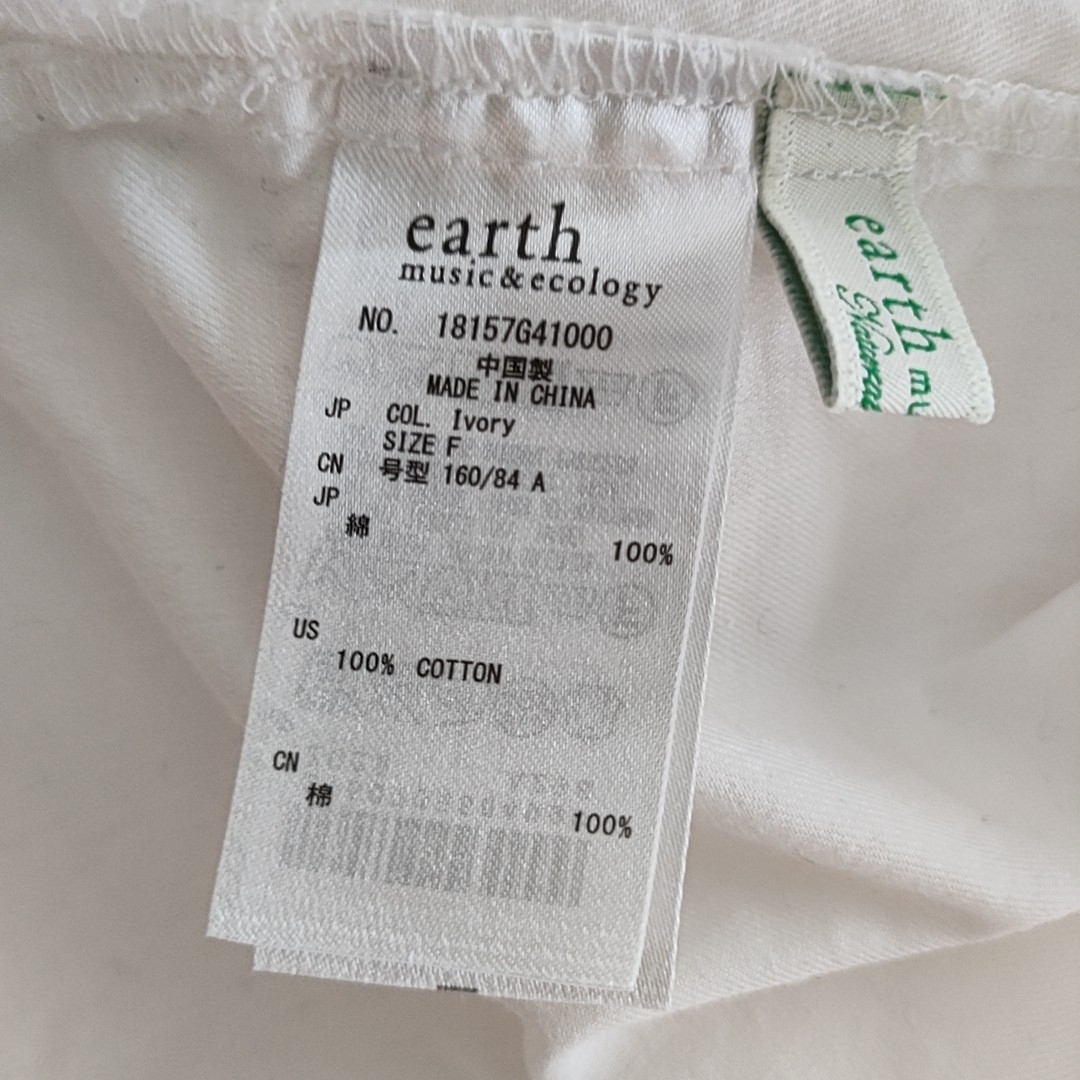 earth
music&ecology
NO. 18157G41000
中国製
MADE IN CHINA
JP COL. Ivory
SIZE F
CN 号型 160/84 A
JP
綿 100%
US
100% COTTON
CN
棉 100%
earth mu